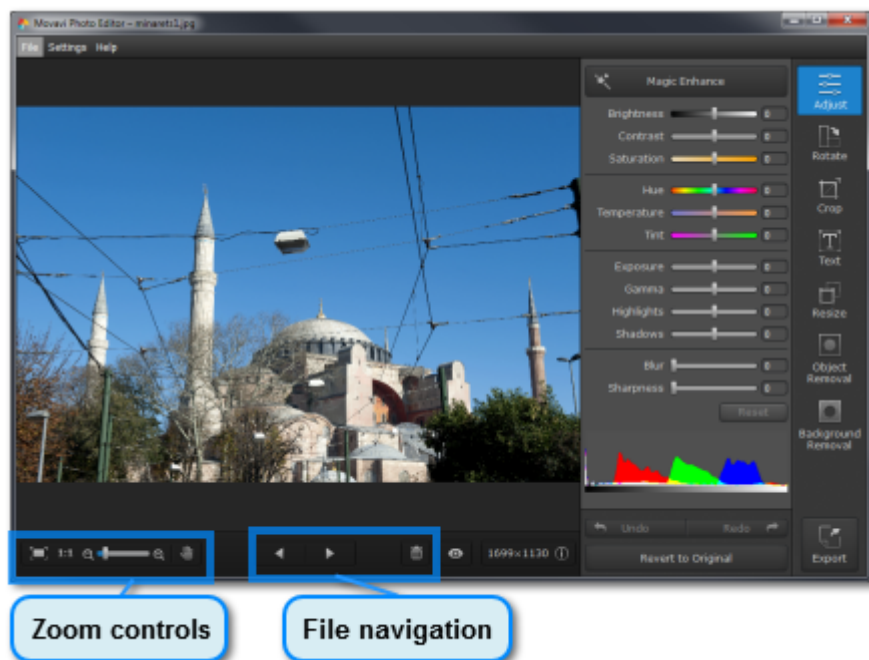 Movavi Photo Editor – minarets1.jpg
File Settings Help
Magic Enhance
Brightness 0
Contrast 0
Saturation 0
Hue 0
Temperature 0
Tint 0
Exposure 0
Gamma 0
Highlights 0
Shadows 0
Blur 0
Sharpness 0
Reset
Undo Redo
Revert to Original
Adjust
Rotate
Crop
Text
Resize
Object
Removal
Background
Removal
Export
1:1
1699×1130
Zoom controls
File navigation